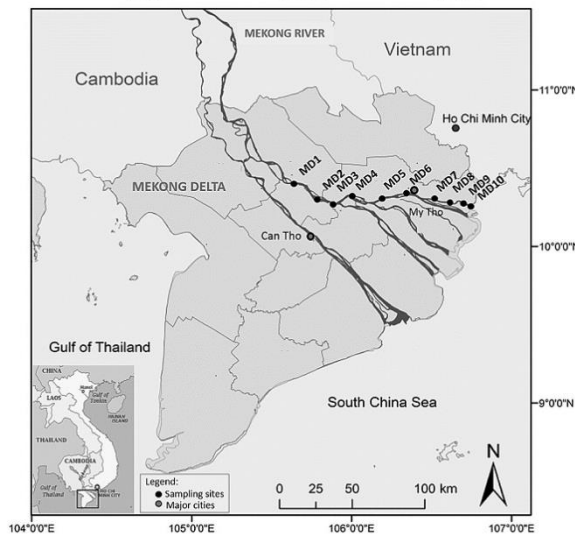 MEKONG RIVER
Vietnam
Cambodia
11°0'0"N
Ho Chi Minh City
MD1
MD2
MD3
MD4
MD5
MD6
MD7
MD8
MD9
MD10
MEKONG DELTA
My Tho
Can Tho
10°0'0"N
Gulf of Thailand
South China Sea
9°0'0"N
CHINA
LAOS
THAILAND
CAMBODIA
Gulf of
Thailand
N
Legend:
Sampling sites
Major cities
0 25 50 100 km
104°0'0"E 105°0'0"E 106°0'0"E 107°0'0"E